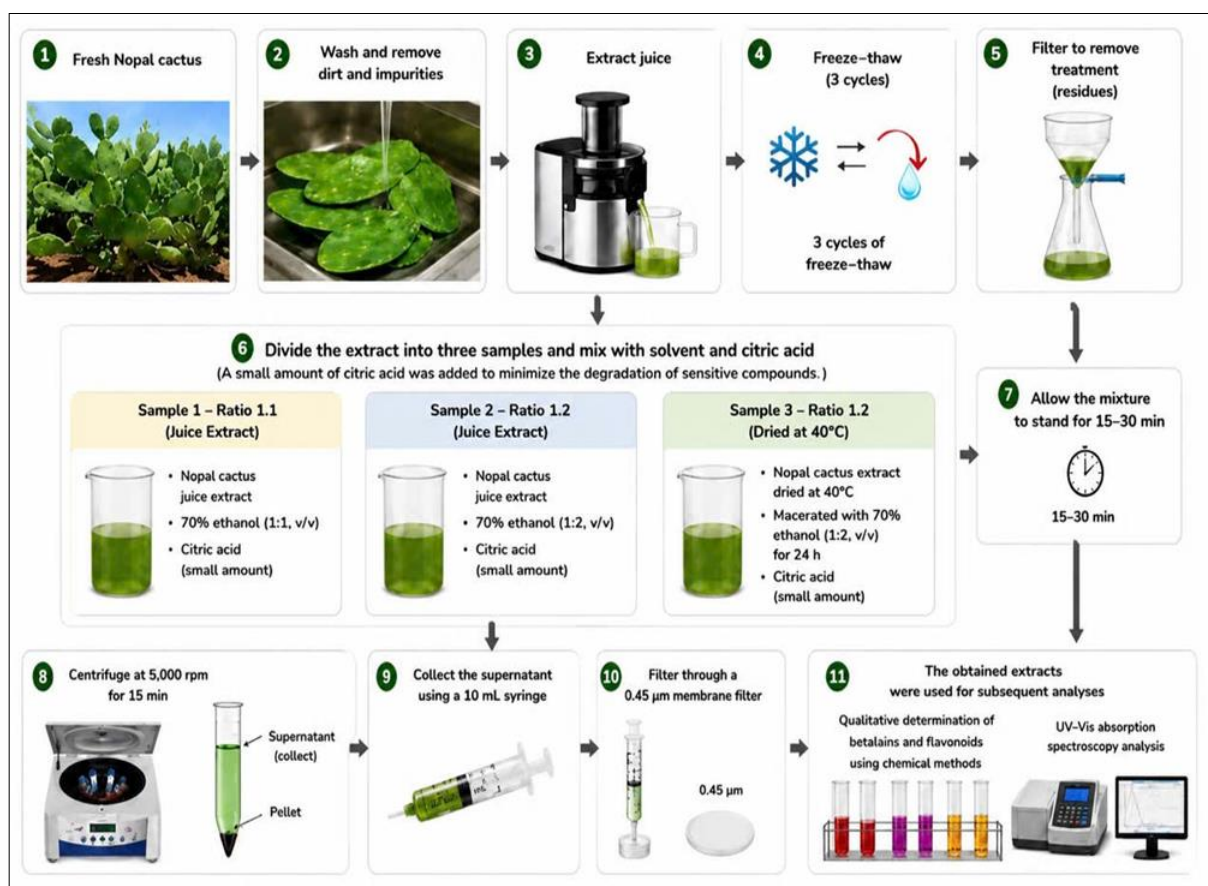 1
Fresh Nopal cactus
2
Wash and remove
dirt and impurities
3
Extract juice
4
Freeze–thaw
(3 cycles)
3 cycles of
freeze–thaw
5
Filter to remove
treatment
(residues)
6
Divide the extract into three samples and mix with solvent and citric acid
(A small amount of citric acid was added to minimize the degradation of sensitive compounds.)
Sample 1 – Ratio 1.1
(Juice Extract)
• Nopal cactus
juice extract
• 70% ethanol (1:1, v/v)
• Citric acid
(small amount)
Sample 2 – Ratio 1.2
(Juice Extract)
• Nopal cactus
juice extract
• 70% ethanol (1:2, v/v)
• Citric acid
(small amount)
Sample 3 – Ratio 1.2
(Dried at 40°C)
• Nopal cactus extract
dried at 40°C
• Macerated with 70%
ethanol (1:2, v/v)
for 24 h
• Citric acid
(small amount)
7
Allow the mixture
to stand for 15–30 min
15–30 min
8
Centrifuge at 5,000 rpm
for 15 min
Supernatant
(collect)
Pellet
9
Collect the supernatant
using a 10 mL syringe
10
Filter through a
0.45 µm membrane filter
0.45 µm
11
The obtained extracts
were used for subsequent analyses
Qualitative determination of
betalains and flavonoids
using chemical methods
UV–Vis absorption
spectroscopy analysis